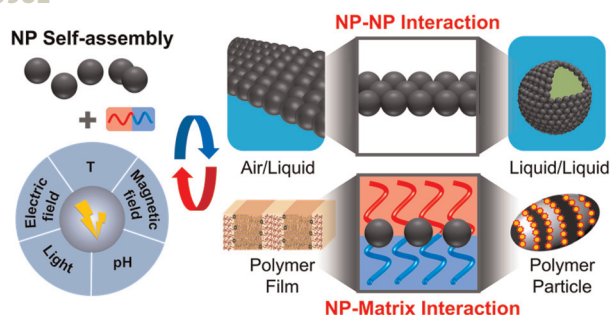 NP Self-assembly
NP-NP Interaction
+
T
Electric
field
Magnetic
field
Light
pH
Air/Liquid
Liquid/Liquid
Polymer
Film
Polymer
Particle
NP-Matrix Interaction